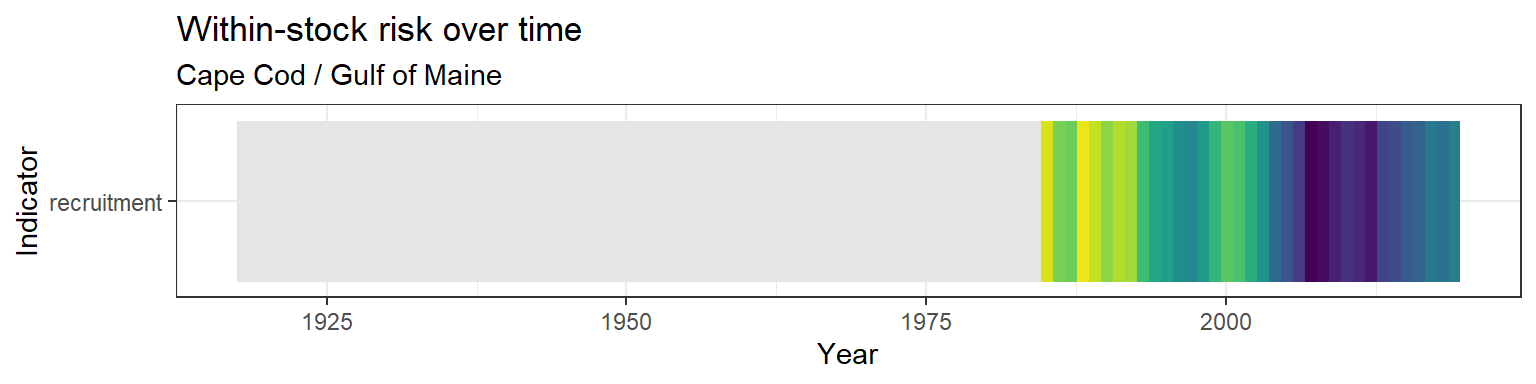 Within-stock risk over time
Cape Cod / Gulf of Maine
Indicator
recruitment
1925 1950 1975 2000
Year